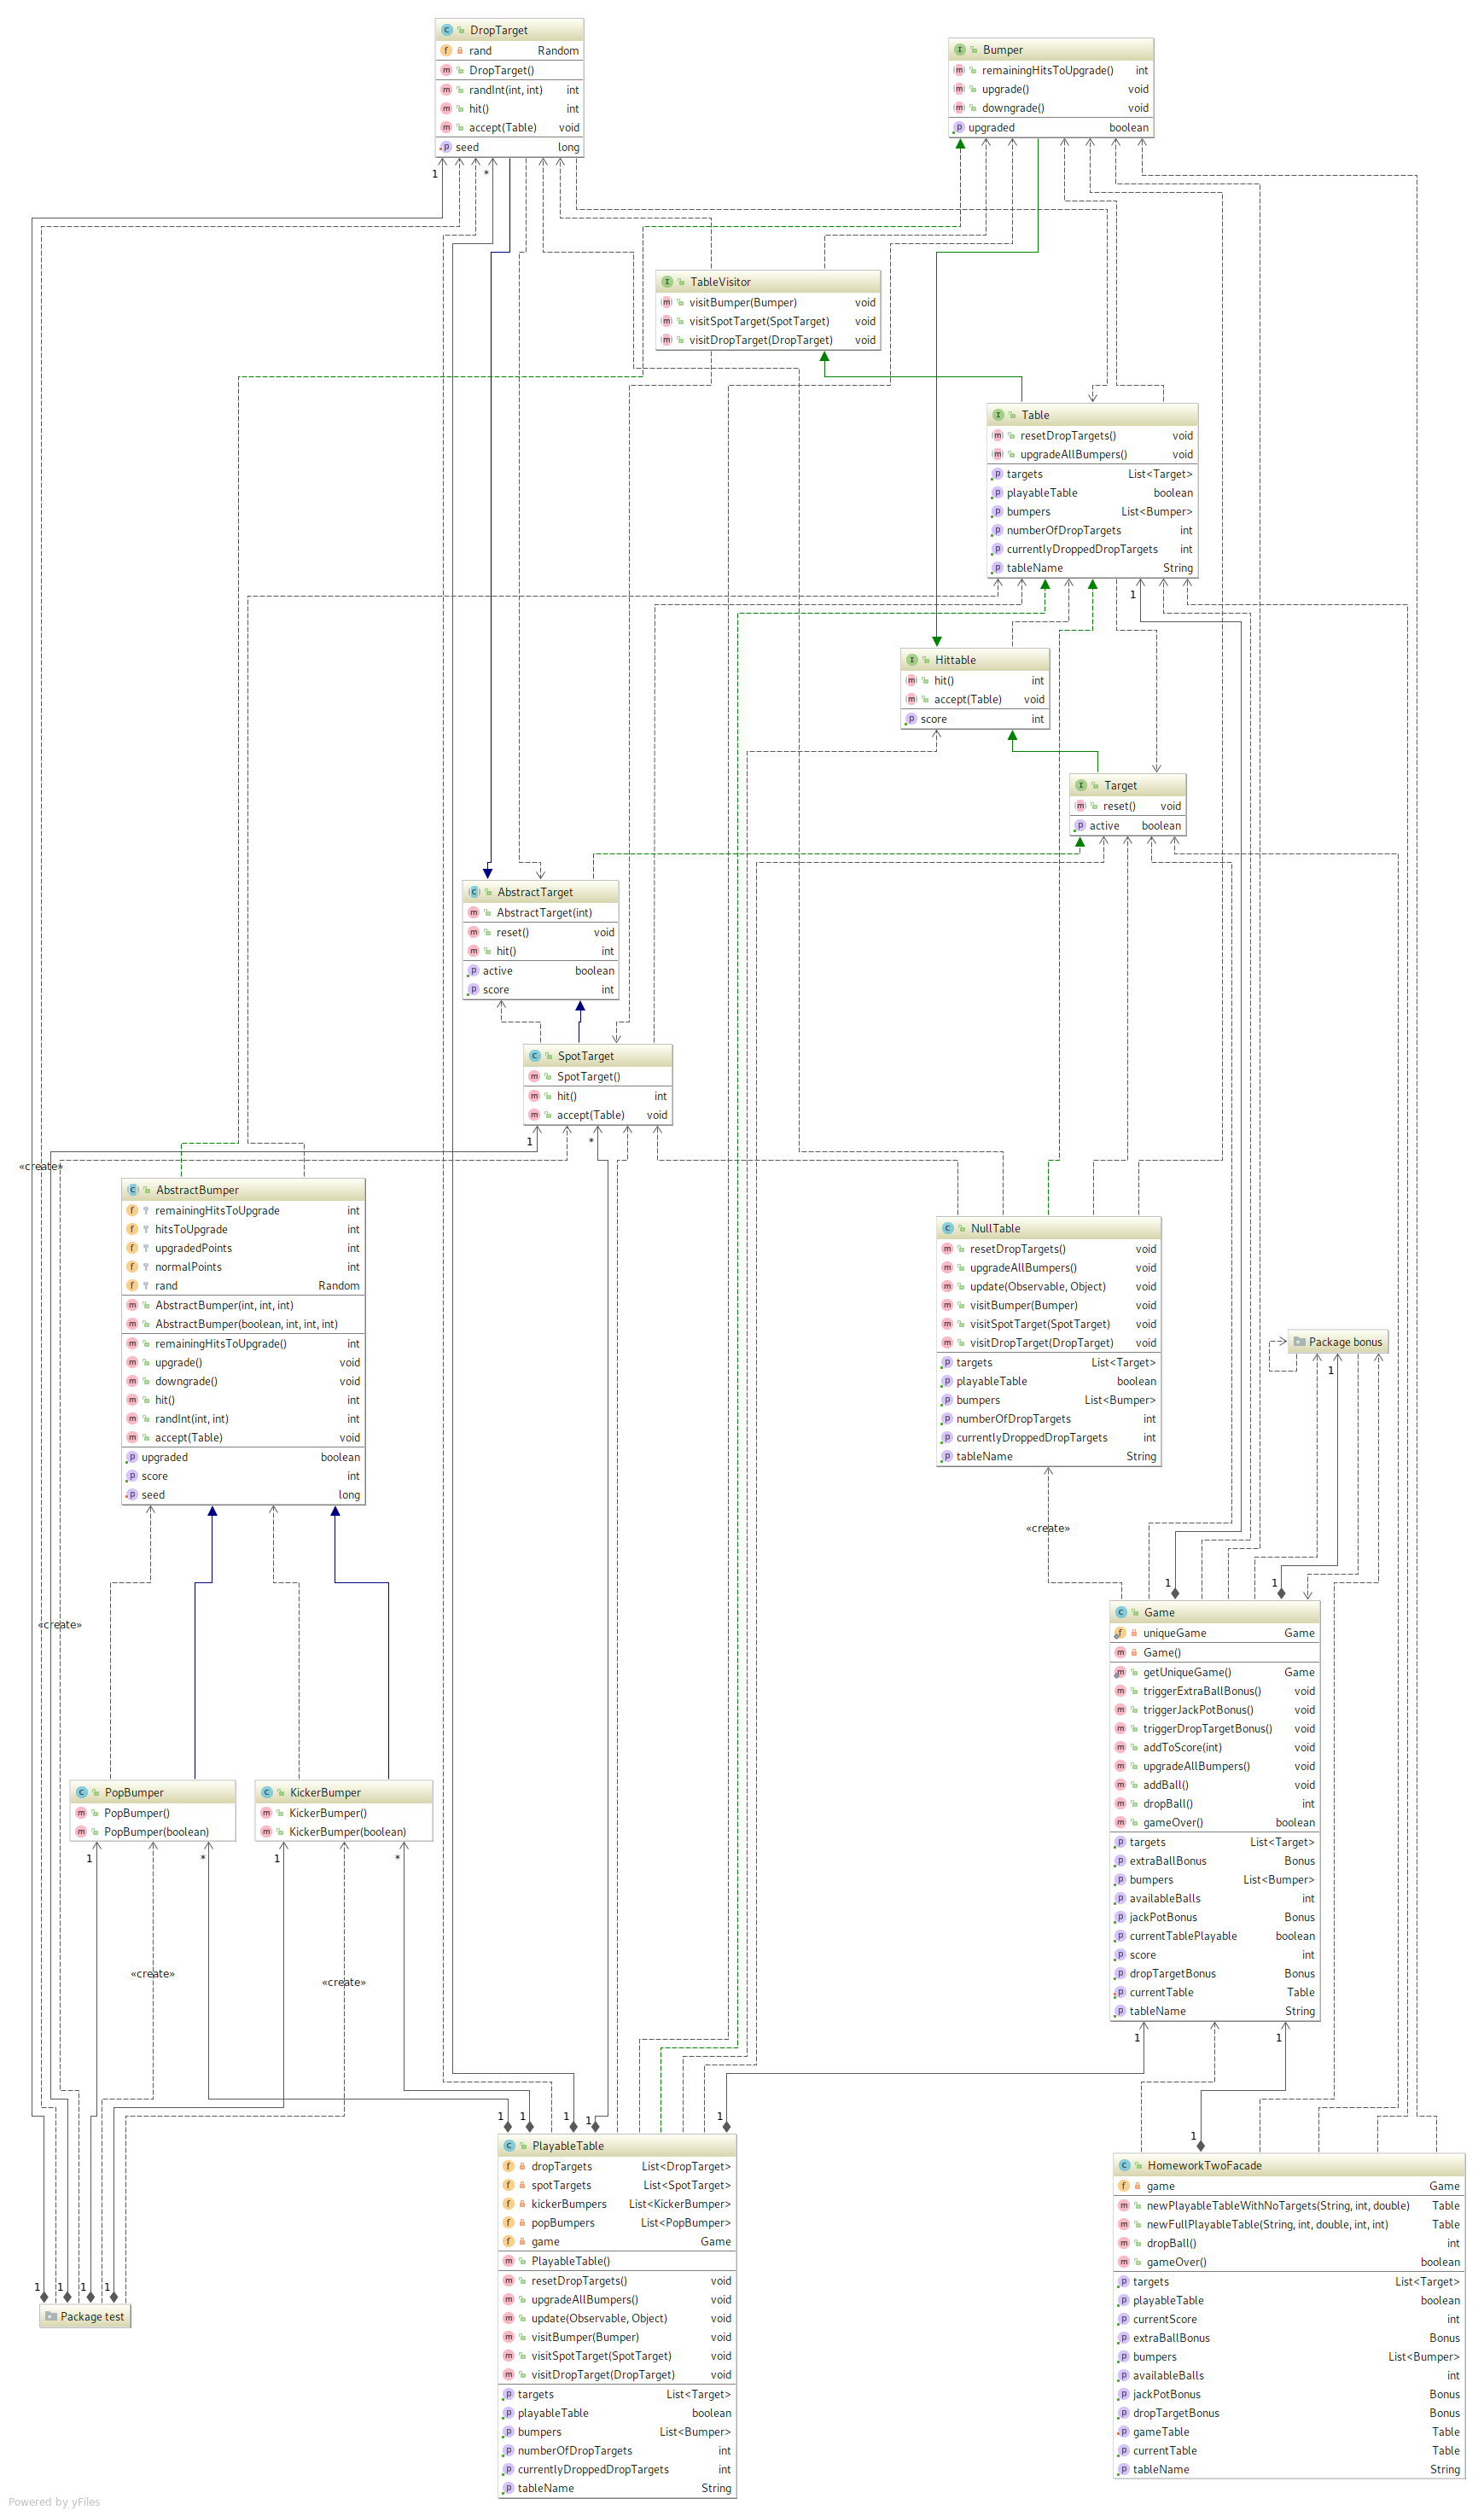 DropTarget
rand Random
DropTarget()
randInt(int, int) int
hit() int
accept(Table) void
seed long
Bumper
remainingHitsToUpgrade() int
upgrade() void
downgrade() void
upgraded boolean
1
*
TableVisitor
visitBumper(Bumper) void
visitSpotTarget(SpotTarget) void
visitDropTarget(DropTarget) void
Table
resetDropTargets() void
upgradeAllBumpers() void
targets List<Target>
playableTable boolean
bumpers List<Bumper>
numberOfDropTargets int
currentlyDroppedDropTargets int
tableName String
1
Hittable
hit() int
accept(Table) void
score int
Target
reset() void
active boolean
AbstractTarget
AbstractTarget(int)
reset() void
hit() int
active boolean
score int
SpotTarget
SpotTarget()
hit() int
accept(Table) void
1
*
«create»
AbstractBumper
remainingHitsToUpgrade int
hitsToUpgrade int
upgradedPoints int
normalPoints int
rand Random
AbstractBumper(int, int, int)
AbstractBumper(boolean, int, int, int)
remainingHitsToUpgrade() int
upgrade() void
downgrade() void
hit() int
randInt(int, int) int
accept(Table) void
upgraded boolean
score int
seed long
NullTable
resetDropTargets() void
upgradeAllBumpers() void
update(Observable, Object) void
visitBumper(Bumper) void
visitSpotTarget(SpotTarget) void
visitDropTarget(DropTarget) void
targets List<Target>
playableTable boolean
bumpers List<Bumper>
numberOfDropTargets int
currentlyDroppedDropTargets int
tableName String
Package bonus
1
«create»
1
1
«create»
Game
uniqueGame Game
Game()
getUniqueGame() Game
triggerExtraBallBonus() void
triggerJackPotBonus() void
triggerDropTargetBonus() void
addToScore(int) void
upgradeAllBumpers() void
addBall() void
dropBall() int
gameOver() boolean
targets List<Target>
extraBallBonus Bonus
bumpers List<Bumper>
availableBalls int
jackPotBonus Bonus
currentTablePlayable boolean
score int
dropTargetBonus Bonus
currentTable Table
tableName String
PopBumper
PopBumper()
PopBumper(boolean)
KickerBumper
KickerBumper()
KickerBumper(boolean)
1
*
1
*
«create»
«create»
1
1
1
1
1
1
1
1
PlayableTable
dropTargets List<DropTarget>
spotTargets List<SpotTarget>
kickerBumpers List<KickerBumper>
popBumpers List<PopBumper>
game Game
PlayableTable()
resetDropTargets() void
upgradeAllBumpers() void
update(Observable, Object) void
visitBumper(Bumper) void
visitSpotTarget(SpotTarget) void
visitDropTarget(DropTarget) void
targets List<Target>
playableTable boolean
bumpers List<Bumper>
numberOfDropTargets int
currentlyDroppedDropTargets int
tableName String
HomeworkTwoFacade
game Game
newPlayableTableWithNoTargets(String, int, double) Table
newFullPlayableTable(String, int, double, int, int) Table
dropBall() int
gameOver() boolean
targets List<Target>
playableTable boolean
currentScore int
extraBallBonus Bonus
bumpers List<Bumper>
availableBalls int
jackPotBonus Bonus
dropTargetBonus Bonus
gameTable Table
currentTable Table
tableName String
1
1
1
1
Package test
Powered by yFiles